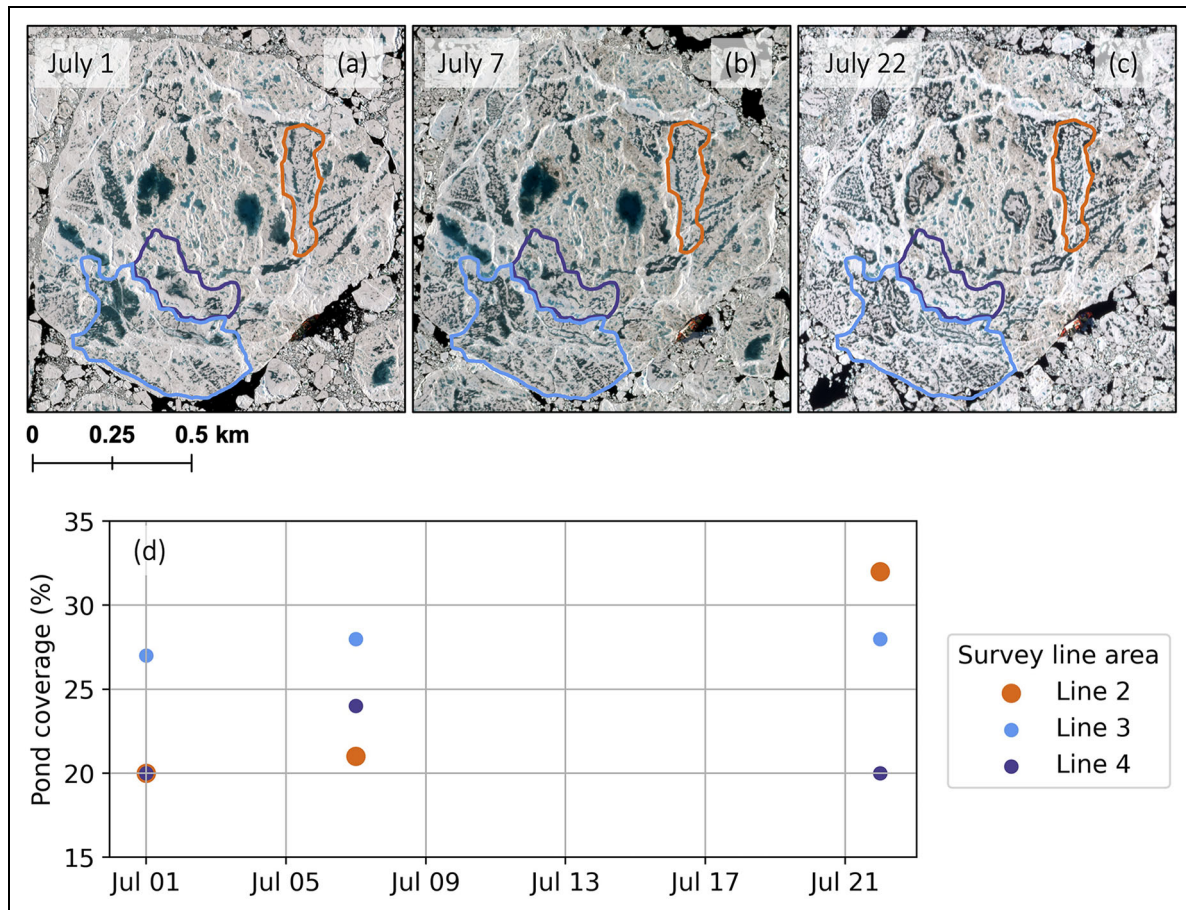 July 1 (a) July 7 (b) July 22 (c)
0 0.25 0.5 km
(d)
Pond coverage (%)
35
30
25
20
15
Jul 01 Jul 05 Jul 09 Jul 13 Jul 17 Jul 21
Survey line area
Line 2
Line 3
Line 4